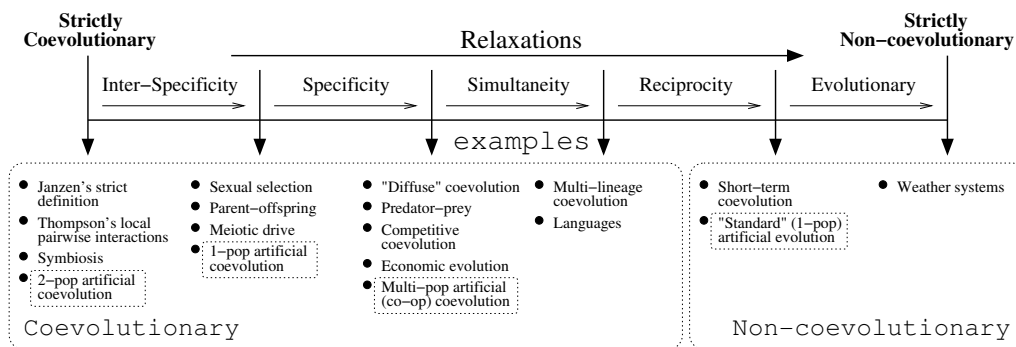 Strictly
Coevolutionary
Relaxations
Strictly
Non-coevolutionary
Inter-Specificity
Specificity
Simultaneity
Reciprocity
Evolutionary
examples
Janzen's strict
definition
Thompson's local
pairwise interactions
Symbiosis
2-pop artificial
coevolution
Sexual selection
Parent-offspring
Meiotic drive
1-pop artificial
coevolution
"Diffuse" coevolution
Predator-prey
Competitive
coevolution
Economic evolution
Multi-pop artificial
(co-op) coevolution
Multi-lineage
coevolution
Languages
Short-term
coevolution
"Standard" (1-pop)
artificial evolution
Weather systems
Coevolutionary
Non-coevolutionary